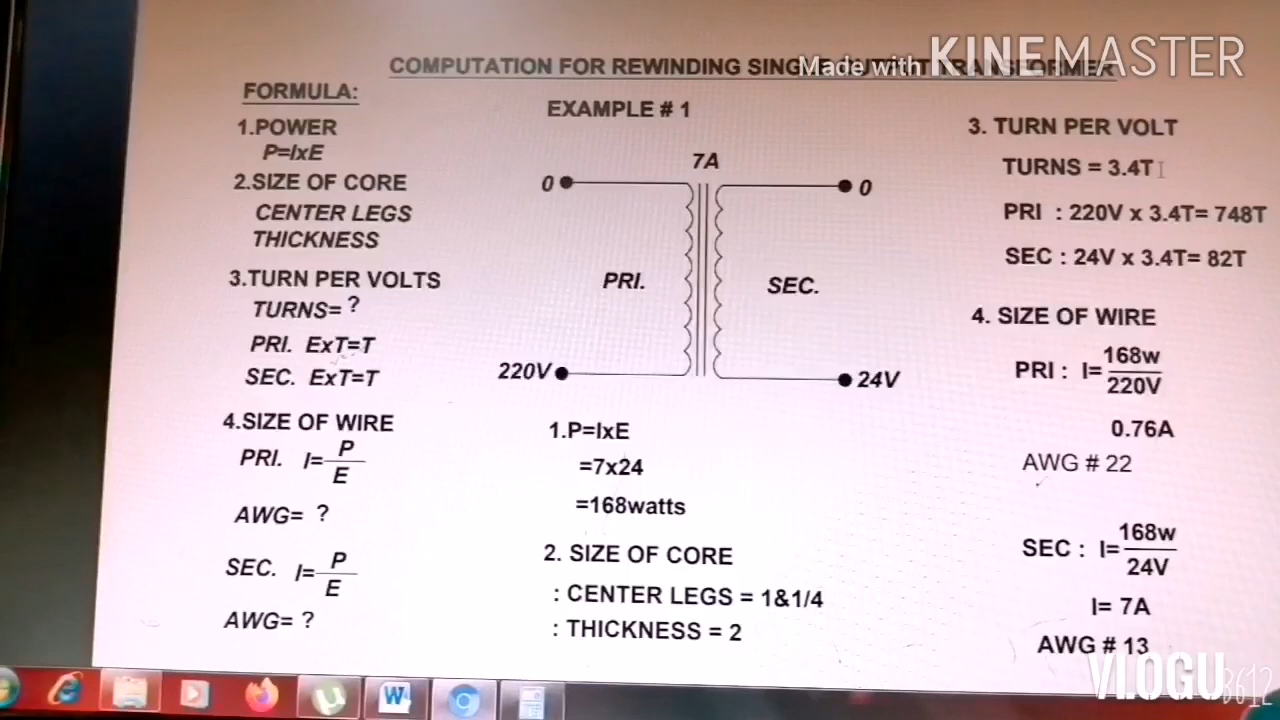 COMPUTATION FOR REWINDING
Made with KINEMASTER
FORMULA:
1.POWER
P=IxE
2.SIZE OF CORE
CENTER LEGS
THICKNESS
3.TURN PER VOLTS
TURNS= ?
PRI. ExT=T
SEC. ExT=T
4.SIZE OF WIRE
PRI. I= P
E
AWG= ?
SEC. I= P
E
AWG= ?
EXAMPLE # 1
7A
0
0
PRI.
SEC.
220V
24V
1.P=IxE
=7x24
=168watts
2. SIZE OF CORE
: CENTER LEGS = 1&1/4
: THICKNESS = 2
3. TURN PER VOLT
TURNS = 3.4T
PRI : 220V x 3.4T= 748T
SEC : 24V x 3.4T= 82T
4. SIZE OF WIRE
PRI : I= 168w
220V
0.76A
AWG # 22
SEC : I= 168w
24V
I= 7A
AWG # 13
W
VLOGU
B612